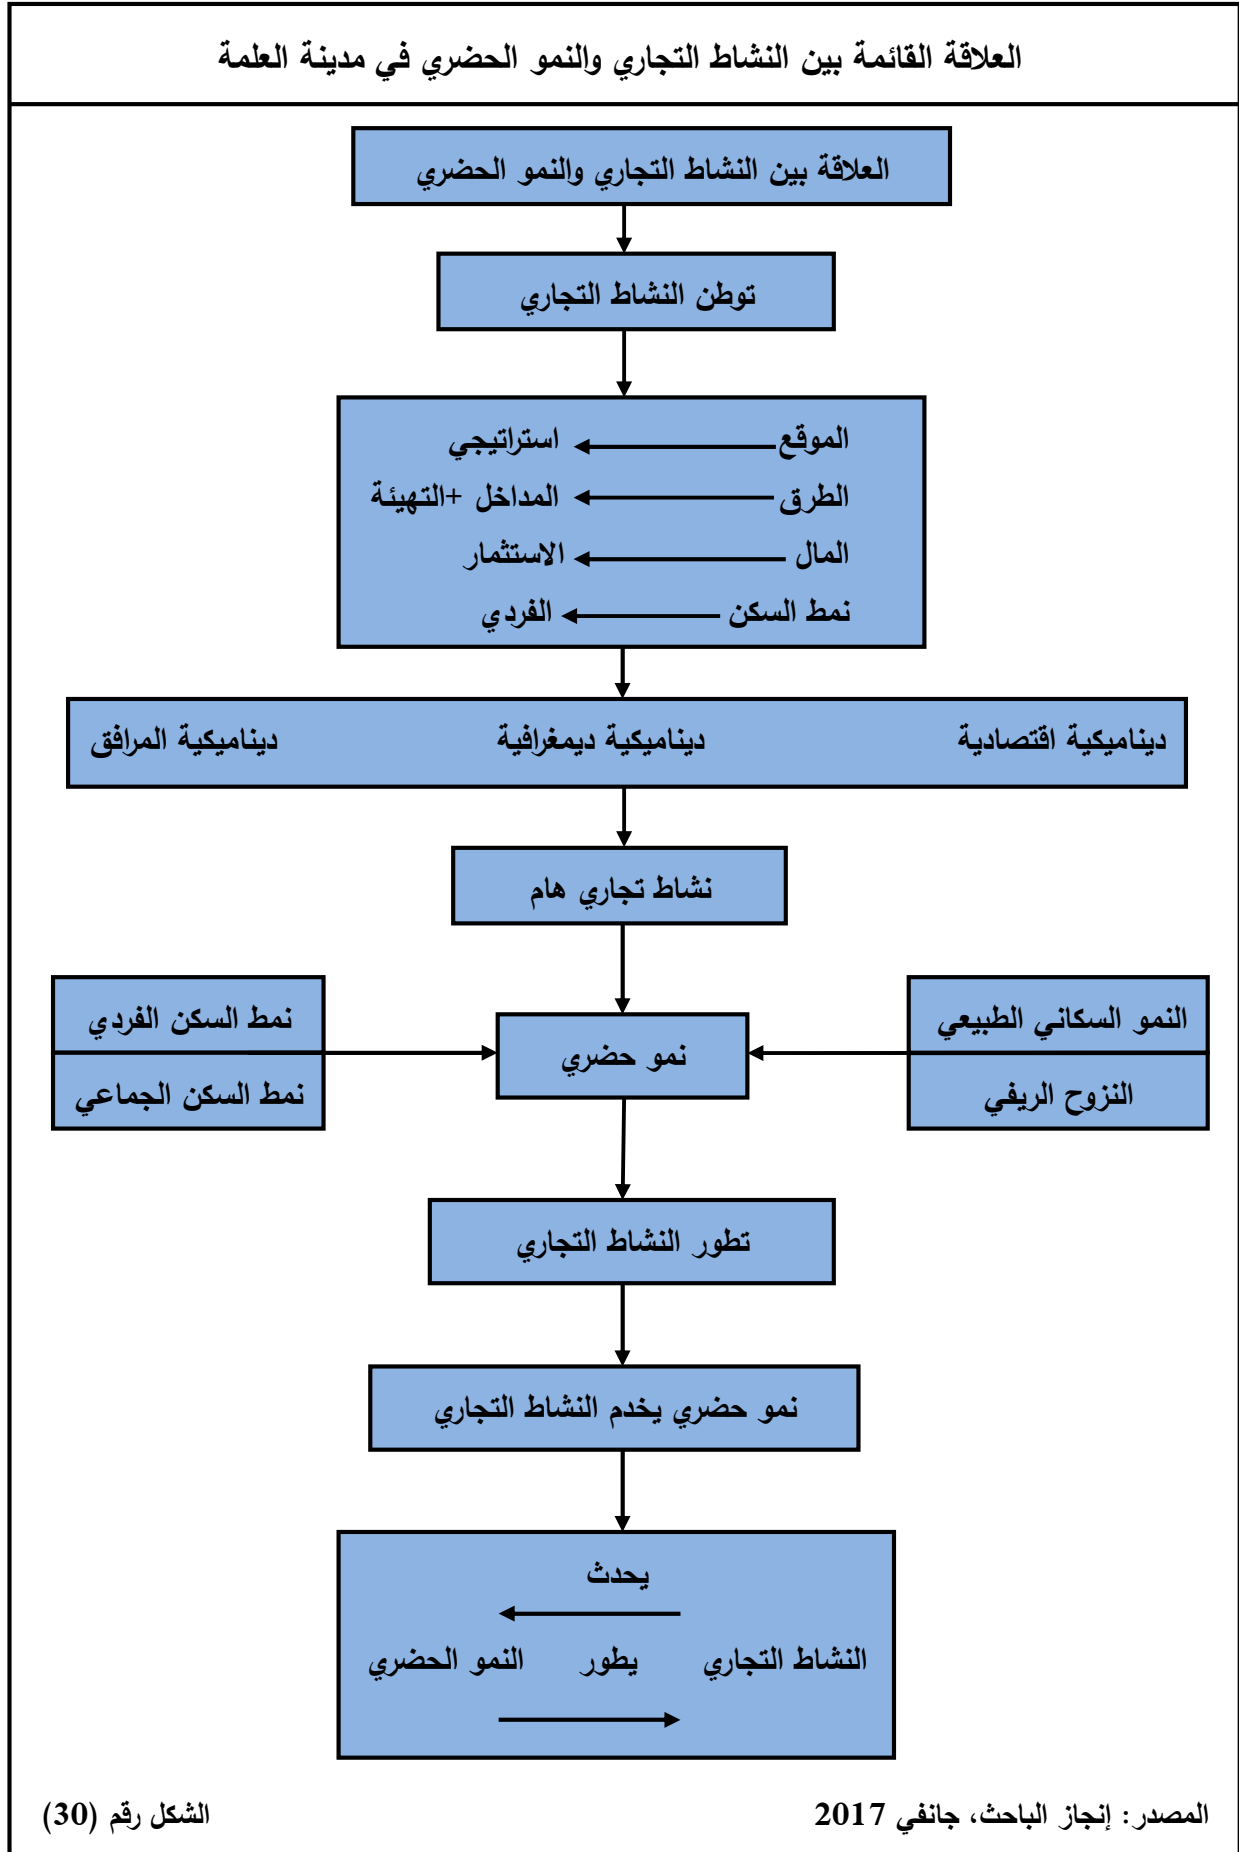 العلاقة القائمة بين النشاط التجاري والنمو الحضري في مدينة العلمة
العلاقة بين النشاط التجاري والنمو الحضري
توطن النشاط التجاري
الموقع استراتيجي
الطرق المداخل +التهيئة
المال الاستثمار
نمط السكن الفردي
ديناميكية اقتصادية ديناميكية ديمغرافية ديناميكية المرافق
نشاط تجاري هام
النمو السكاني الطبيعي
النزوح الريفي
نمو حضري
نمط السكن الفردي
نمط السكن الجماعي
تطور النشاط التجاري
نمو حضري يخدم النشاط التجاري
يحدث
النشاط التجاري يطور النمو الحضري
المصدر: إنجاز الباحث، جانفي 2017 الشكل رقم (30)